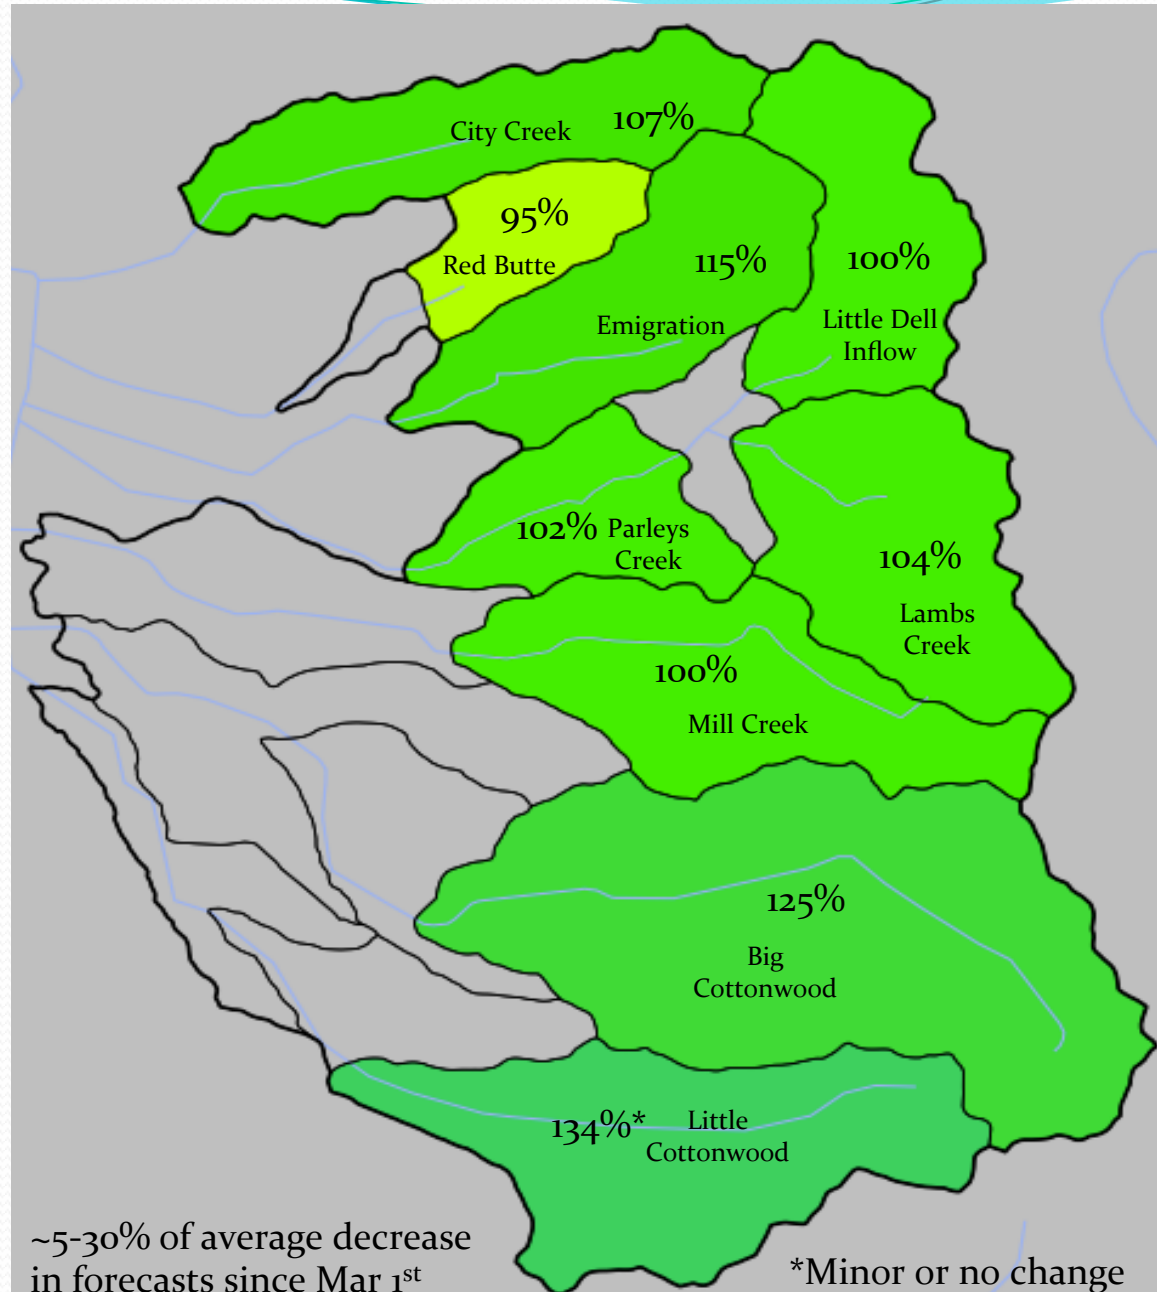 City Creek 107%
95%
Red Butte
115%
Emigration
100%
Little Dell
Inflow
102% Parleys
Creek
104%
Lambs
Creek
100%
Mill Creek
125%
Big
Cottonwood
134%* Little
Cottonwood
~5-30% of average decrease
in forecasts since Mar 1st
*Minor or no change